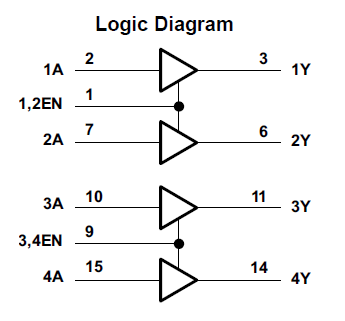 Logic Diagram
1A 2 3 1Y
1,2EN 1
2A 7 6 2Y
3A 10 11 3Y
3,4EN 9
4A 15 14 4Y